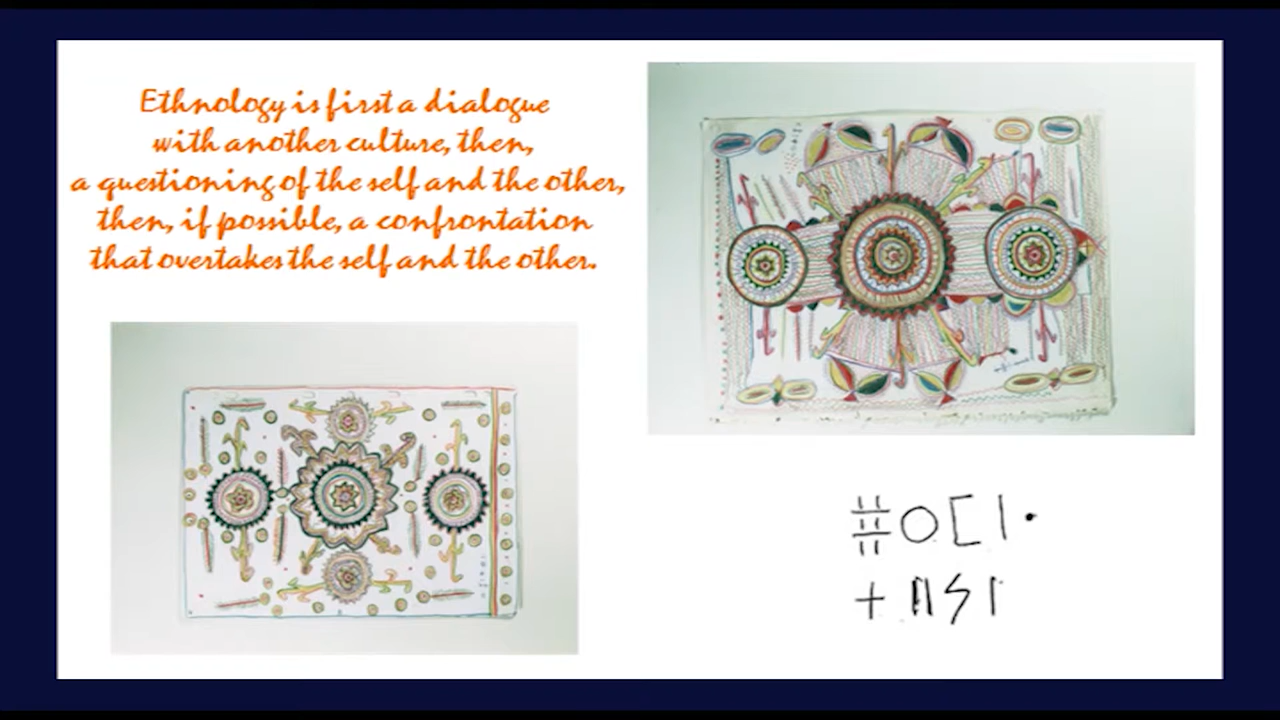 Ethnology is first a dialogue
with another culture, then,
a questioning of the self and the other,
then, if possible, a confrontation
that overtakes the self and the other.